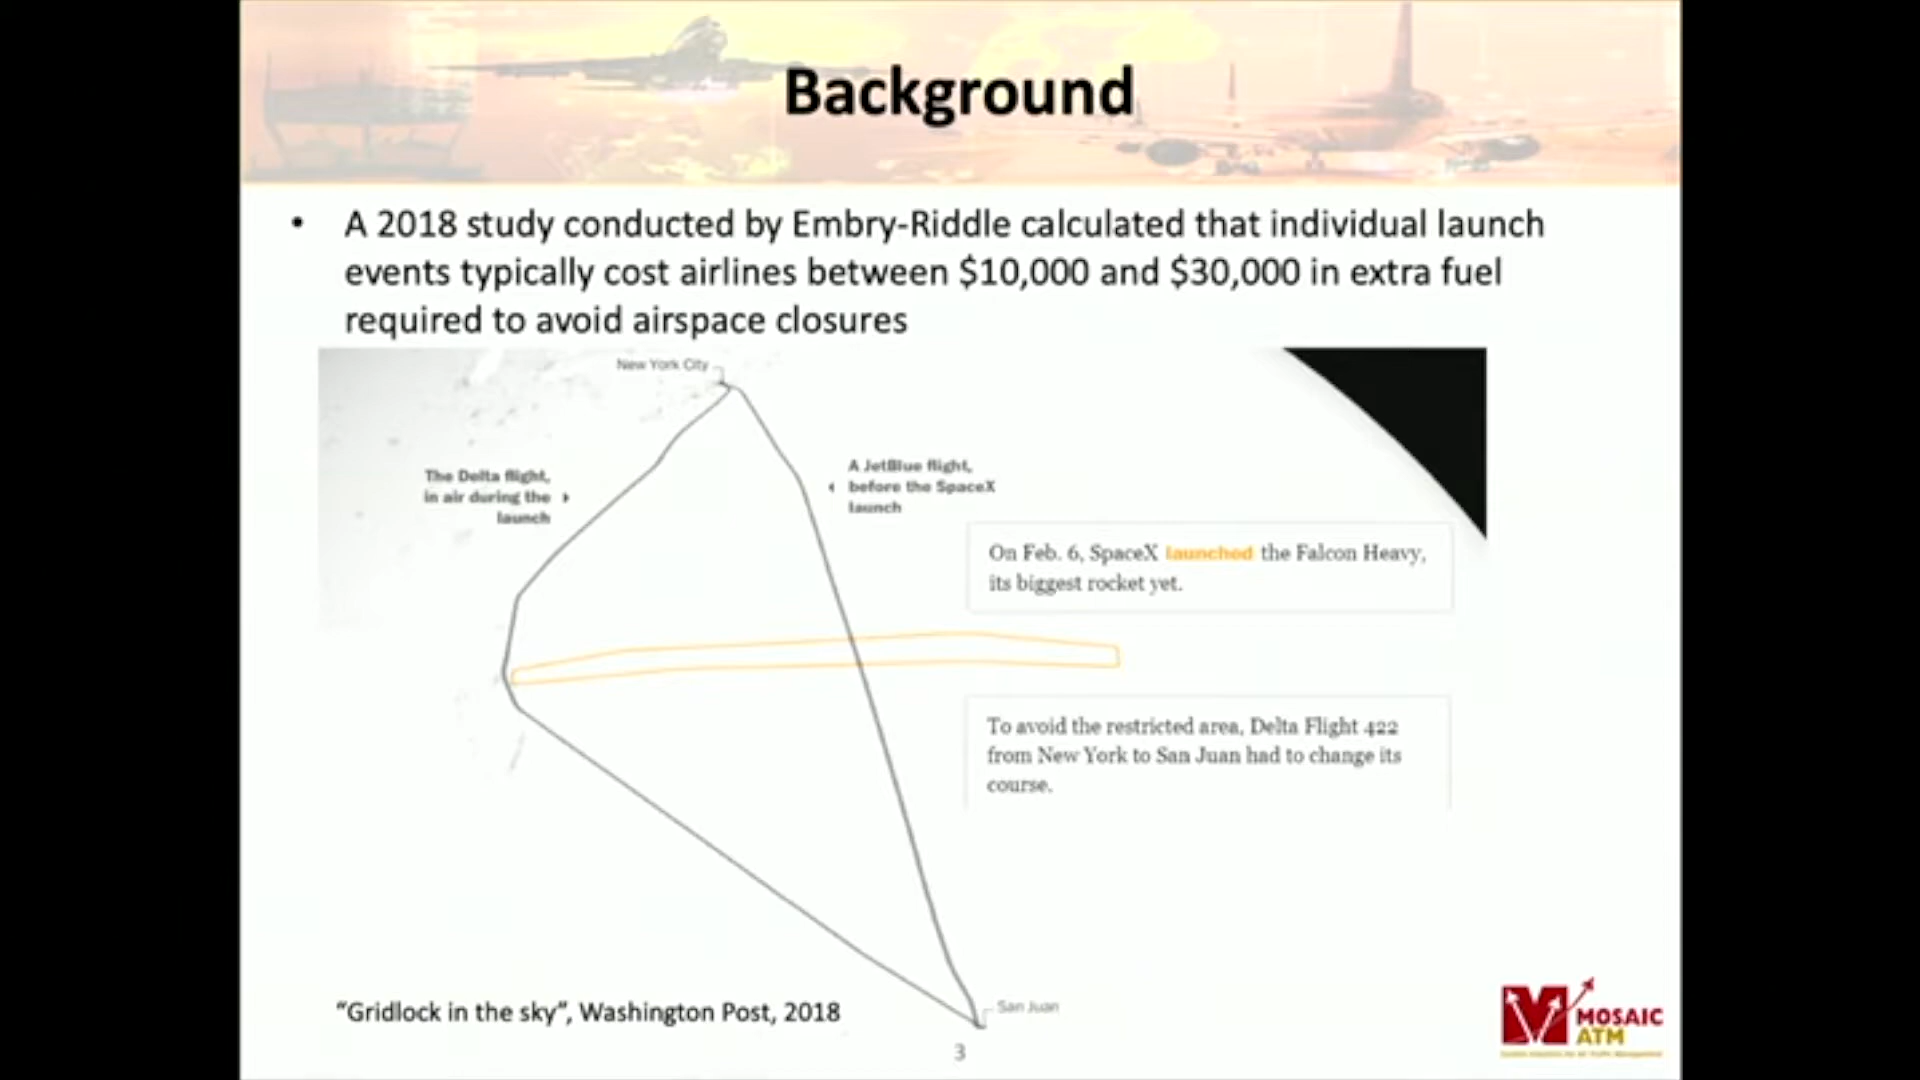 Background
• A 2018 study conducted by Embry-Riddle calculated that individual launch
events typically cost airlines between $10,000 and $30,000 in extra fuel
required to avoid airspace closures
New York City
The Delta flight,
in air during the
launch
A JetBlue flight,
before the SpaceX
launch
On Feb. 6, SpaceX launched the Falcon Heavy,
its biggest rocket yet.
To avoid the restricted area, Delta Flight 422
from New York to San Juan had to change its
course.
San Juan
“Gridlock in the sky”, Washington Post, 2018
3
MOSAIC
ATM